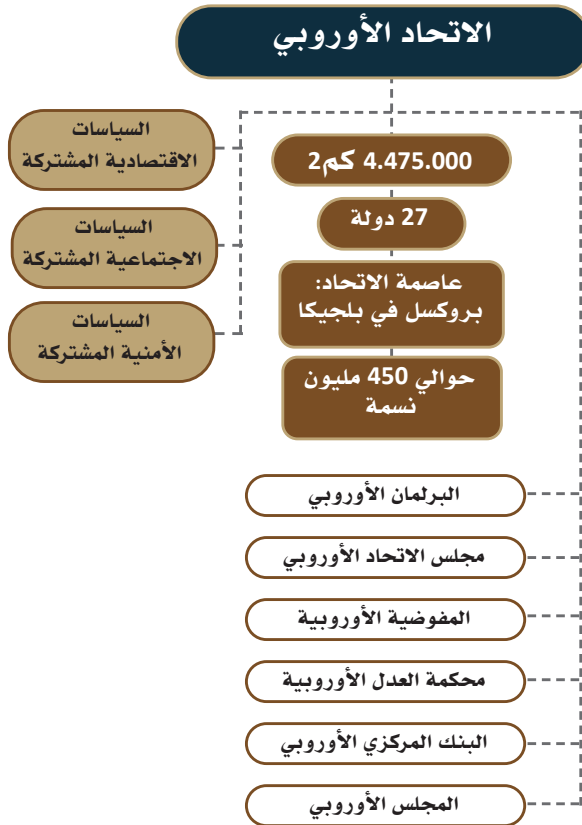 الاتحاد الأوروبي
4.475.000 كم2
27 دولة
عاصمة الاتحاد:
بروكسل في بلجيكا
حوالي 450 مليون
نسمة
السياسات
الاقتصادية المشتركة
السياسات
الاجتماعية المشتركة
السياسات
الأمنية المشتركة
البرلمان الأوروبي
مجلس الاتحاد الأوروبي
المفوضية الأوروبية
محكمة العدل الأوروبية
البنك المركزي الأوروبي
المجلس الأوروبي